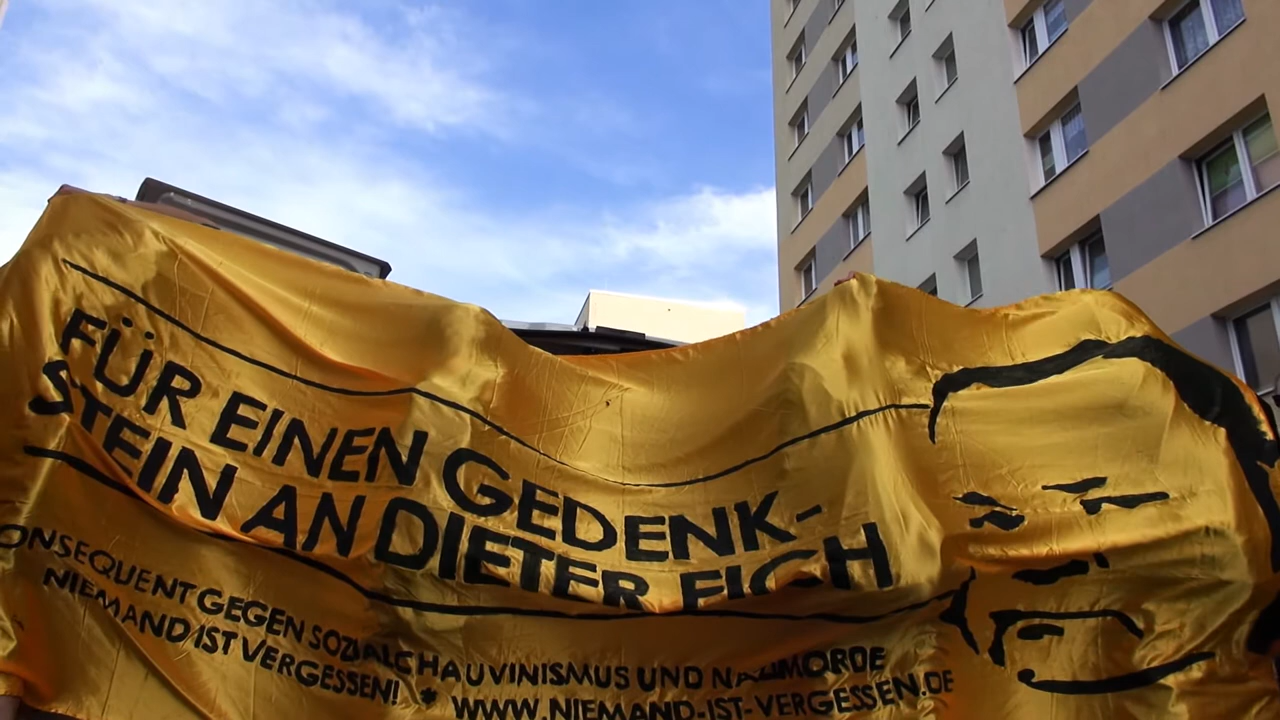 FÜR EINEN GEDENK-
STEIN AN DIETER EICH
ONSEQUENT GEGEN SOZIALCHAUVINISMUS UND NAZIMORDE
NIEMAND IST VERGESSEN! * WWW.NIEMAND-IST-VERGESSEN.DE